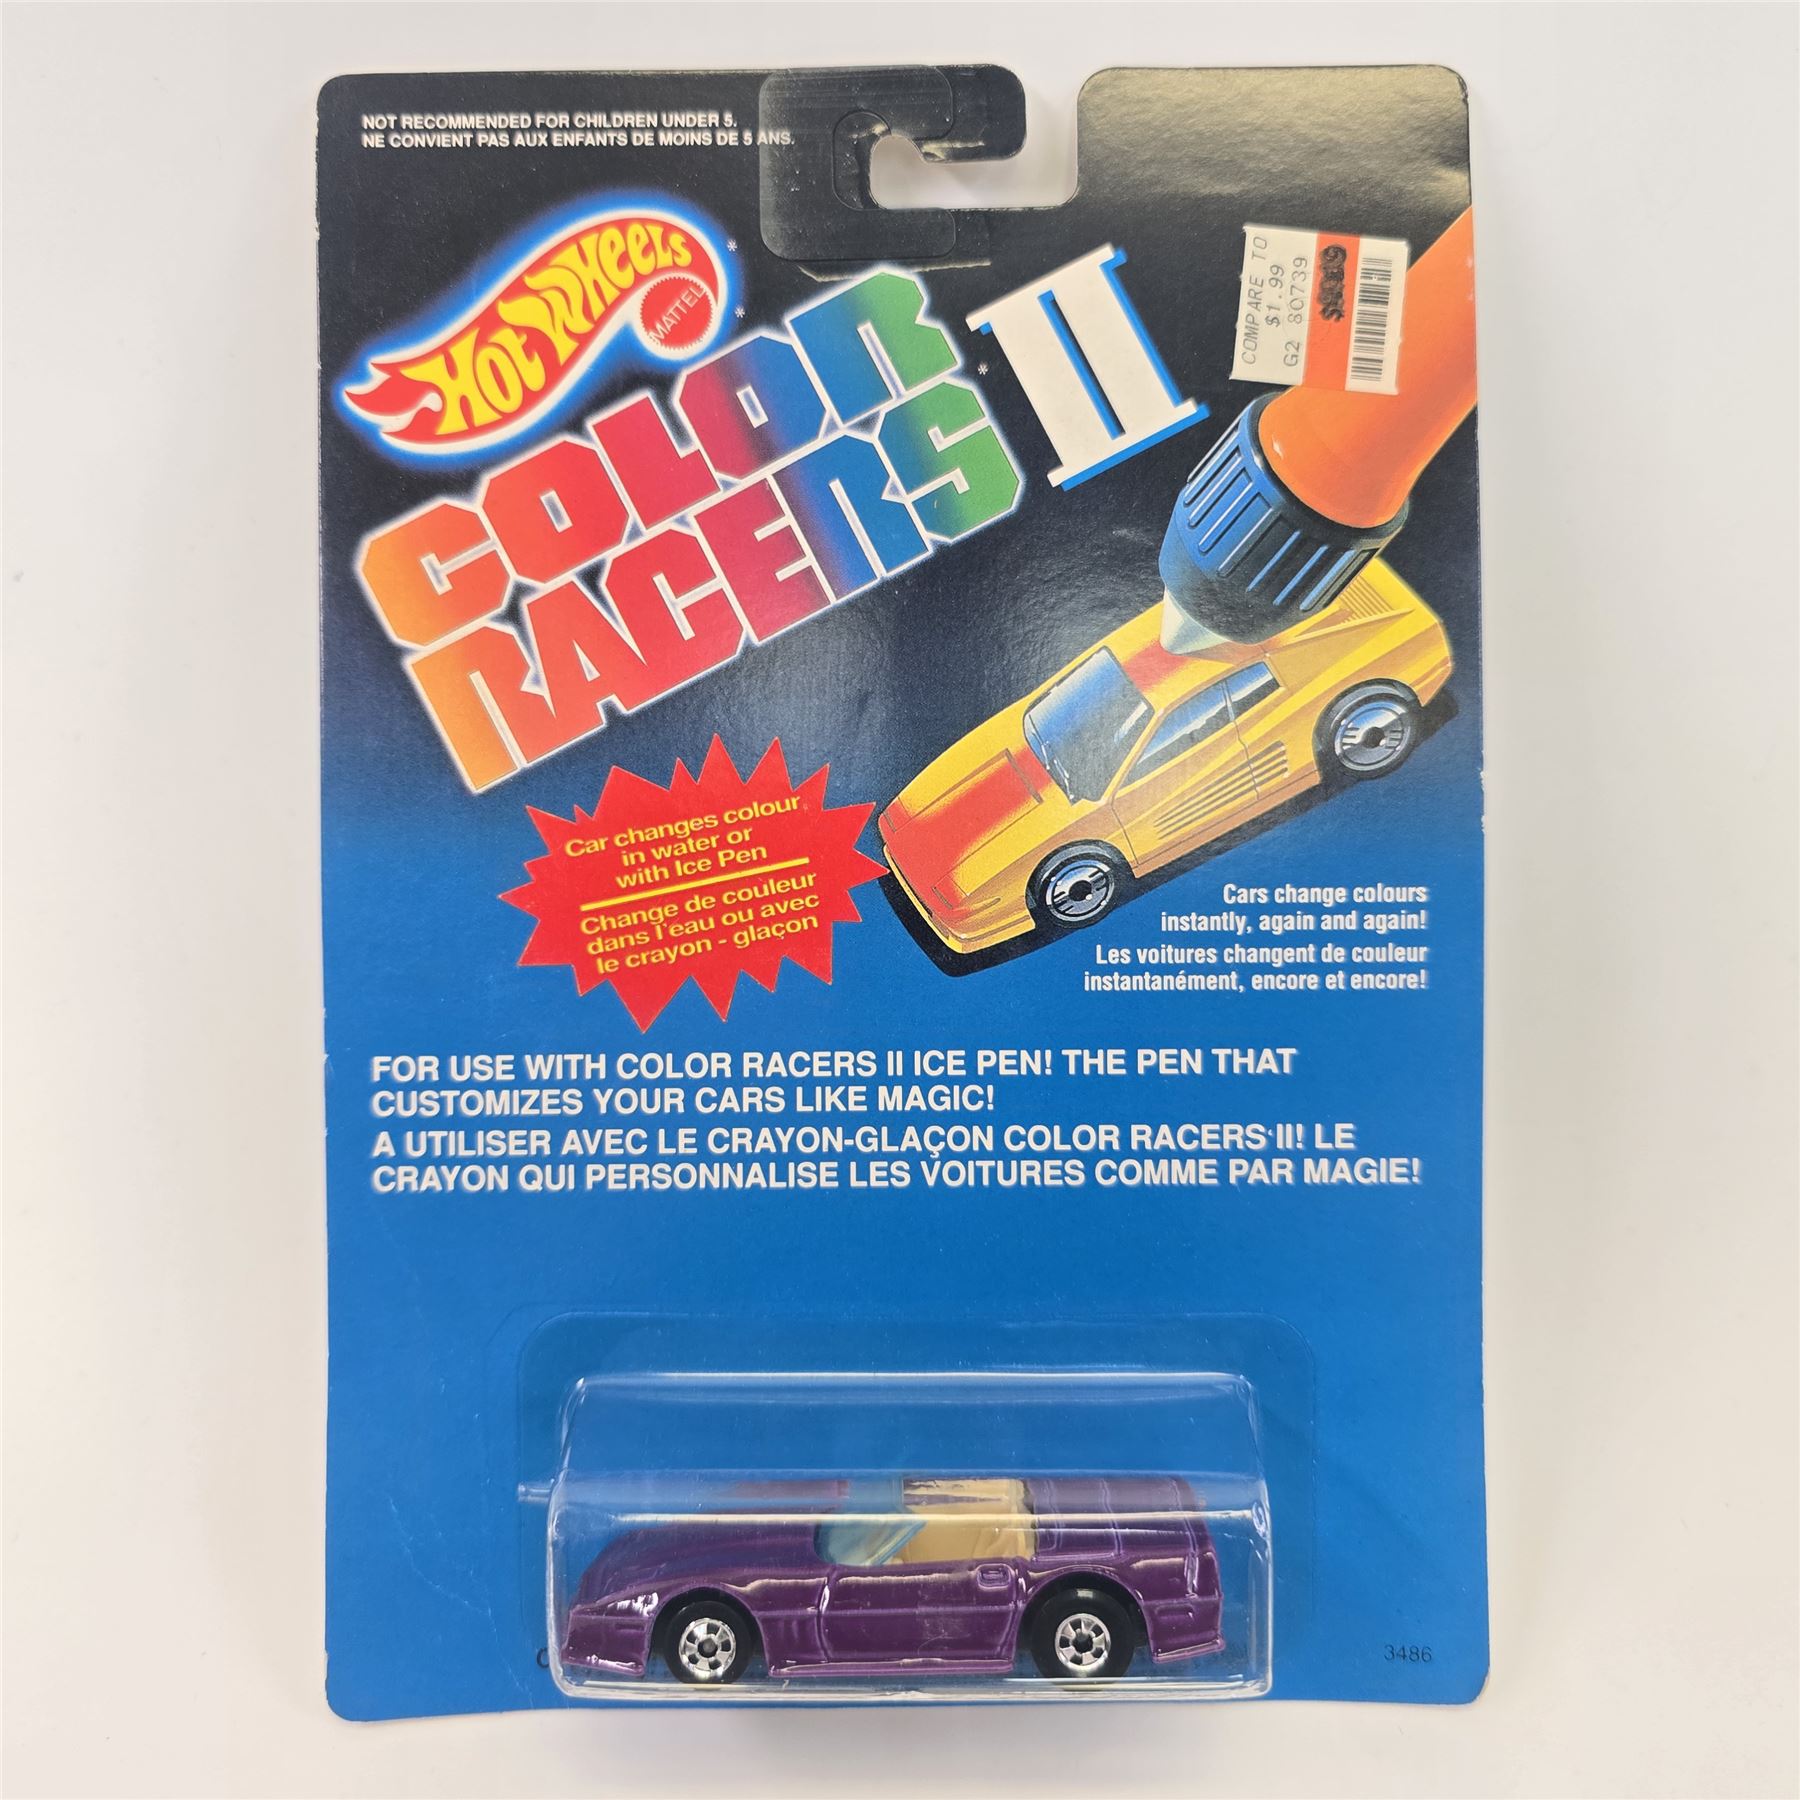 NOT RECOMMENDED FOR CHILDREN UNDER 5.
NE CONVIENT PAS AUX ENFANTS DE MOINS DE 5 ANS.
HOT WHEELS
MATTEL
COLOR
RACERS
II
COMPARE TO
$1.99
G2 80739
Car changes colour
in water or
with Ice Pen
Change de couleur
dans l'eau ou avec
le crayon - glaçon
Cars change colours
instantly, again and again!
Les voitures changent de couleur
instantanément, encore et encore!
FOR USE WITH COLOR RACERS II ICE PEN! THE PEN THAT
CUSTOMIZES YOUR CARS LIKE MAGIC!
A UTILISER AVEC LE CRAYON-GLAÇON COLOR RACERS II! LE
CRAYON QUI PERSONNALISE LES VOITURES COMME PAR MAGIE!
3486